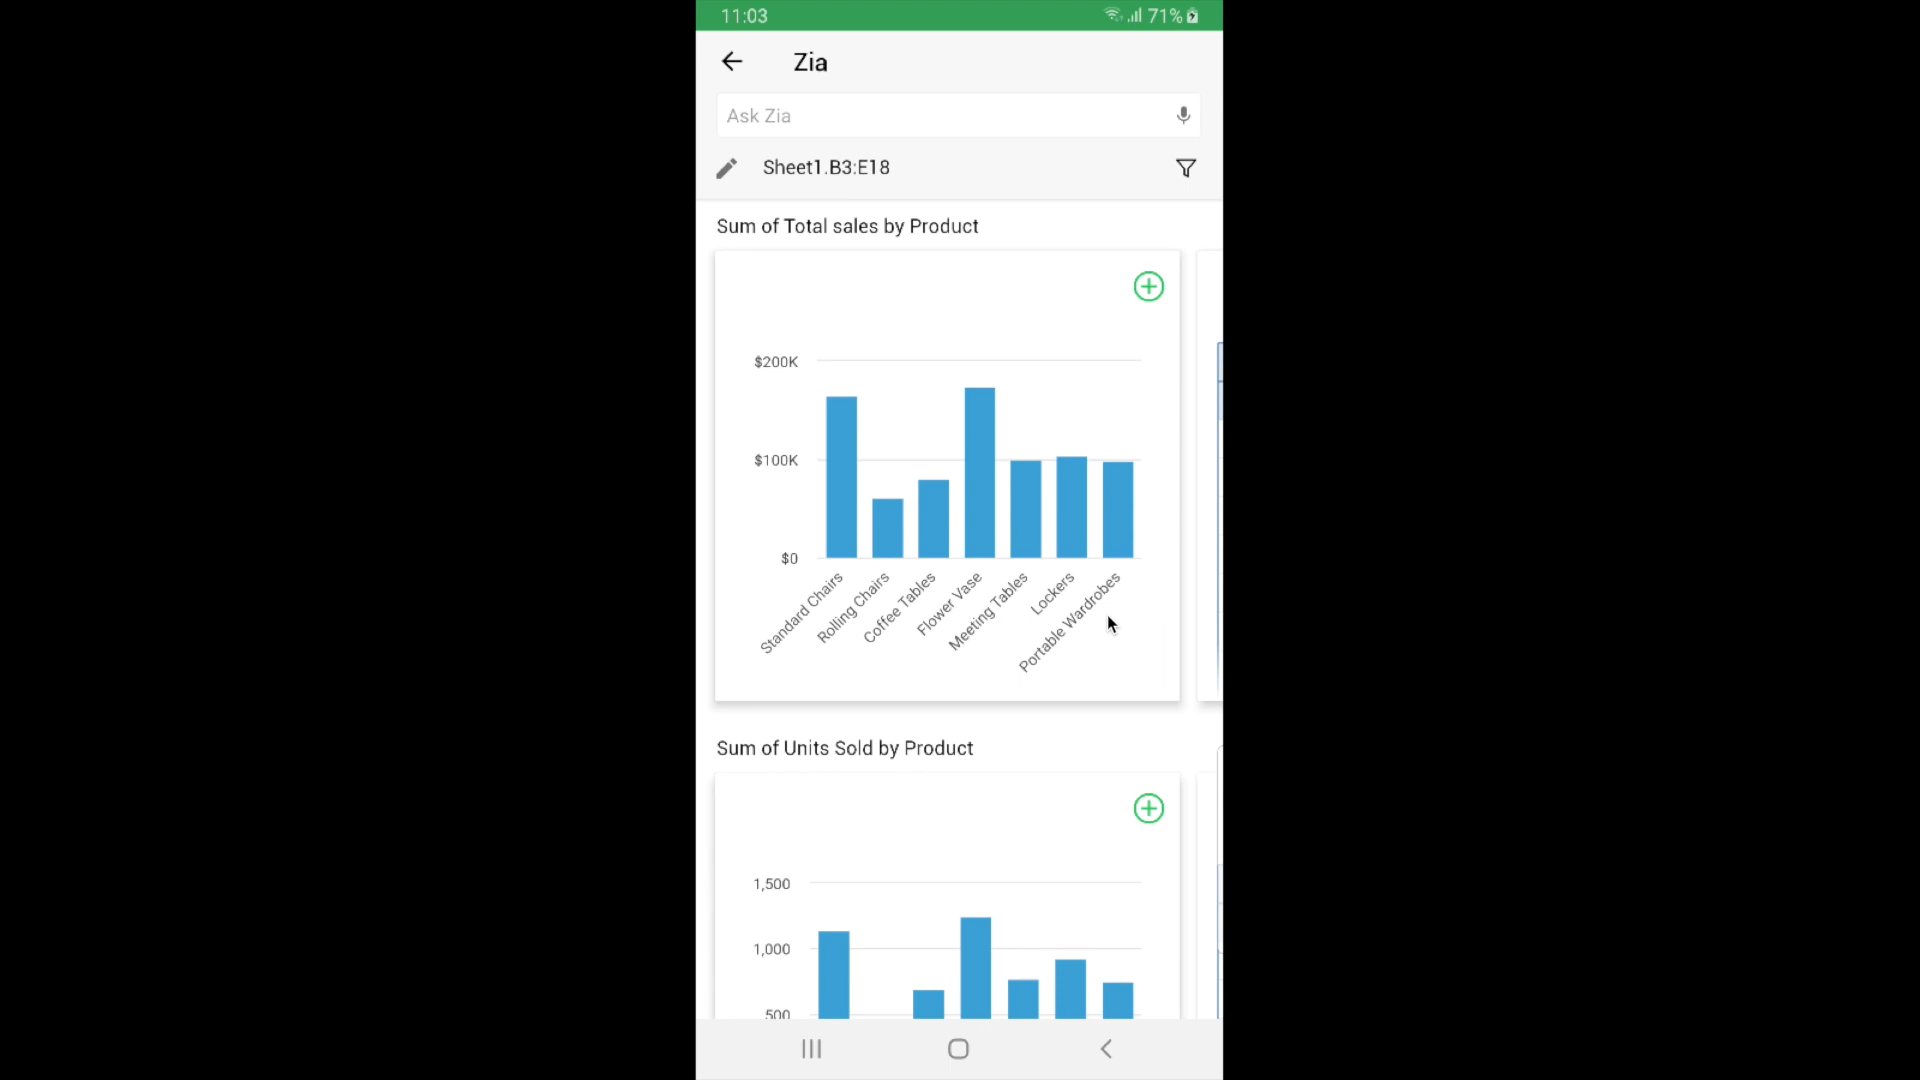 11:03
71%
Zia
Ask Zia
Sheet1.B3:E18
Sum of Total sales by Product
$200K
$100K
$0
Standard Chairs
Rolling Chairs
Coffee Tables
Flower Vase
Meeting Tables
Lockers
Portable Wardrobes
Sum of Units Sold by Product
1,500
1,000
500